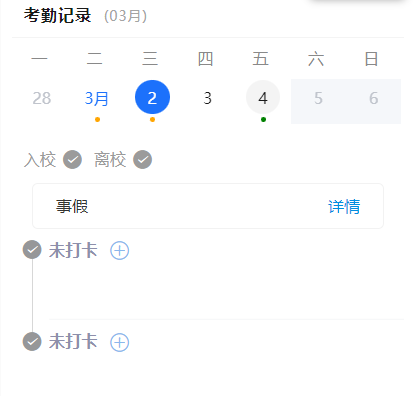 考勤记录 (03月)
一 二 三 四 五 六 日
28 3月 2 3 4 5 6
入校 离校
事假 详情
未打卡
未打卡